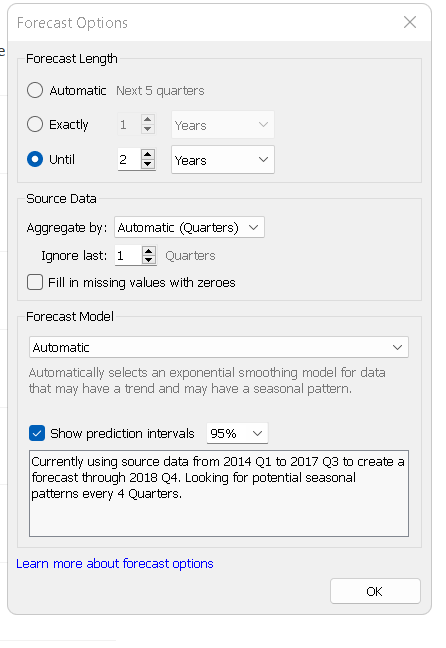 Forecast Options
e
Forecast Length
Automatic Next 5 quarters
Exactly 1 Years
Until 2 Years
Source Data
Aggregate by: Automatic (Quarters)
Ignore last: 1 Quarters
Fill in missing values with zeroes
Forecast Model
Automatic
Automatically selects an exponential smoothing model for data
that may have a trend and may have a seasonal pattern.
Show prediction intervals 95%
Currently using source data from 2014 Q1 to 2017 Q3 to create a
forecast through 2018 Q4. Looking for potential seasonal
patterns every 4 Quarters.
Learn more about forecast options
OK